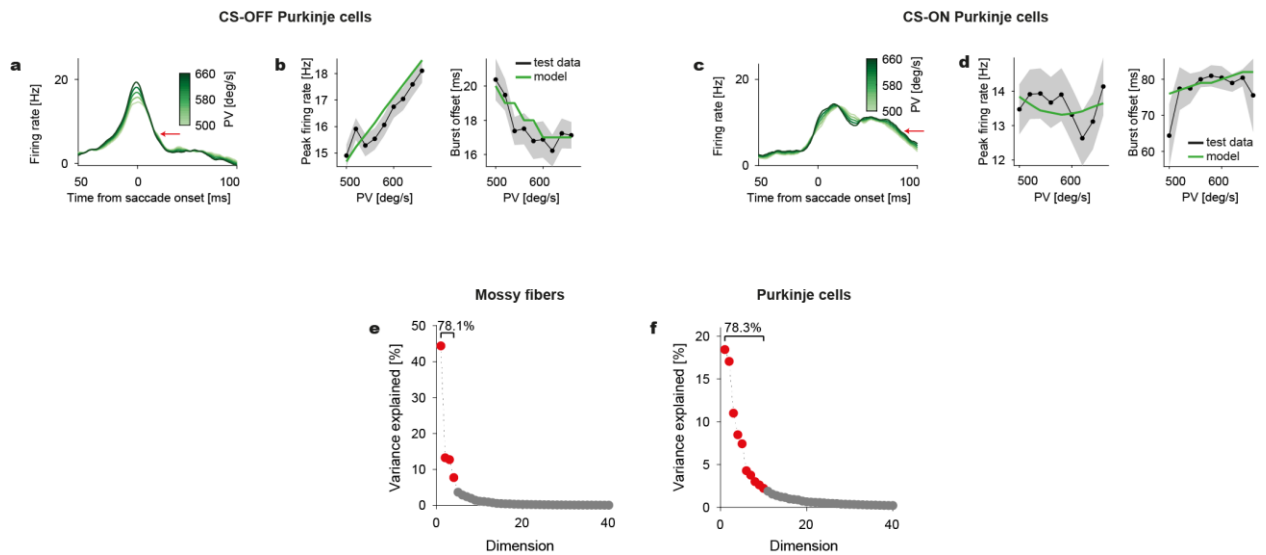 CS-OFF Purkinje cells
CS-ON Purkinje cells
a
Firing rate [Hz]
20
0
50
0
100
Time from saccade onset [ms]
660
580
500
PV [deg/s]
b
Peak firing rate [Hz]
18
17
16
15
500
600
PV [deg/s]
Burst offset [ms]
22
20
18
16
500
600
PV [deg/s]
test data
model
c
Firing rate [Hz]
20
0
50
0
100
Time from saccade onset [ms]
660
580
500
PV [deg/s]
d
Peak firing rate [Hz]
14
13
12
500
600
PV [deg/s]
Burst offset [ms]
80
70
60
500
600
PV [deg/s]
test data
model
Mossy fibers
e
78.1%
Variance explained [%]
50
40
30
20
10
0
0
20
40
Dimension
Purkinje cells
f
78.3%
Variance explained [%]
20
15
10
5
0
0
20
40
Dimension